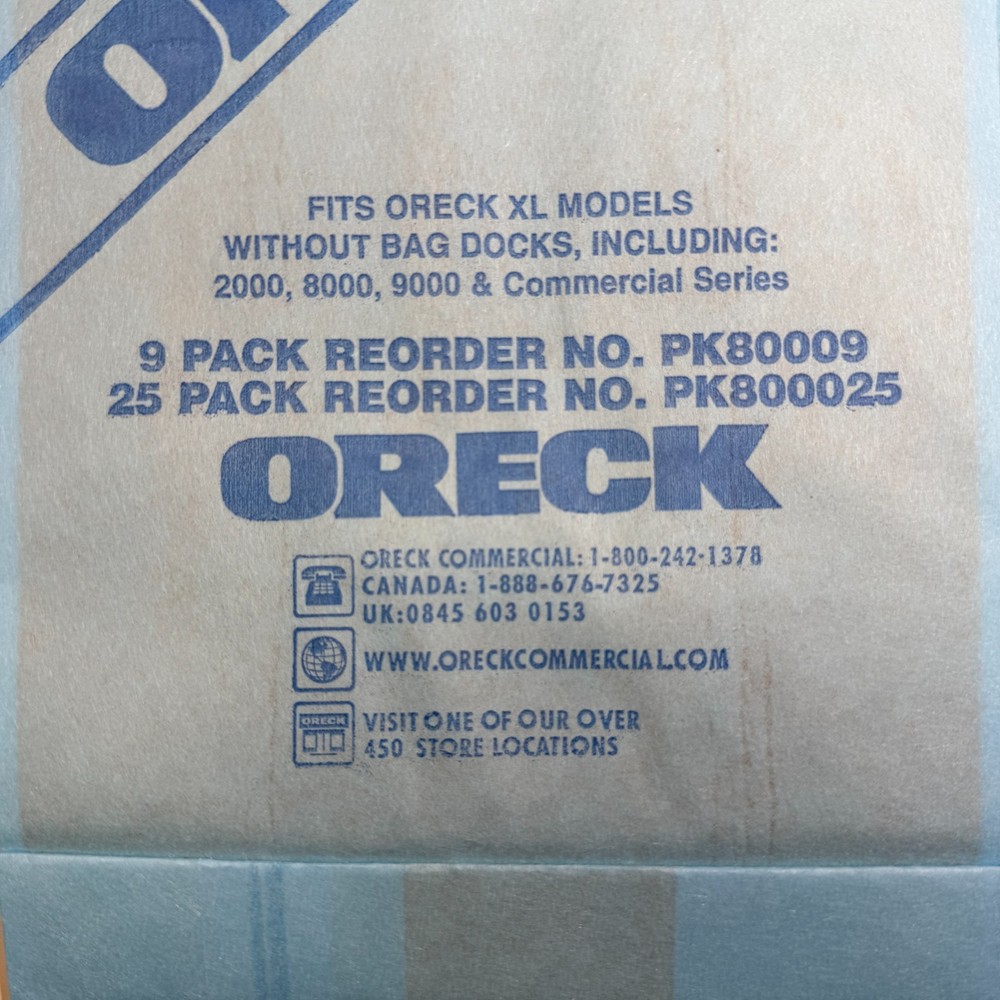 FITS ORECK XL MODELS
WITHOUT BAG DOCKS, INCLUDING:
2000, 8000, 9000 & Commercial Series
9 PACK REORDER NO. PK80009
25 PACK REORDER NO. PK800025
ORECK
ORECK COMMERCIAL: 1-800-242-1378
CANADA: 1-888-676-7325
UK:0845 603 0153
WWW.ORECKCOMMERCIAL.COM
ORECK
VISIT ONE OF OUR OVER
450 STORE LOCATIONS